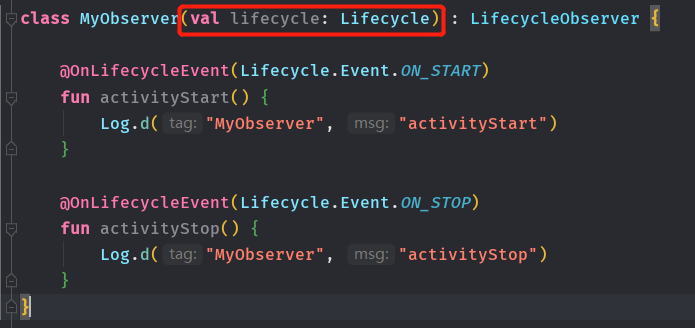 class MyObserver(val lifecycle: Lifecycle) : LifecycleObserver {
@OnLifecycleEvent(Lifecycle.Event.ON_START)
fun activityStart() {
Log.d( tag: "MyObserver", msg: "activityStart")
}
@OnLifecycleEvent(Lifecycle.Event.ON_STOP)
fun activityStop() {
Log.d( tag: "MyObserver", msg: "activityStop")
}
}